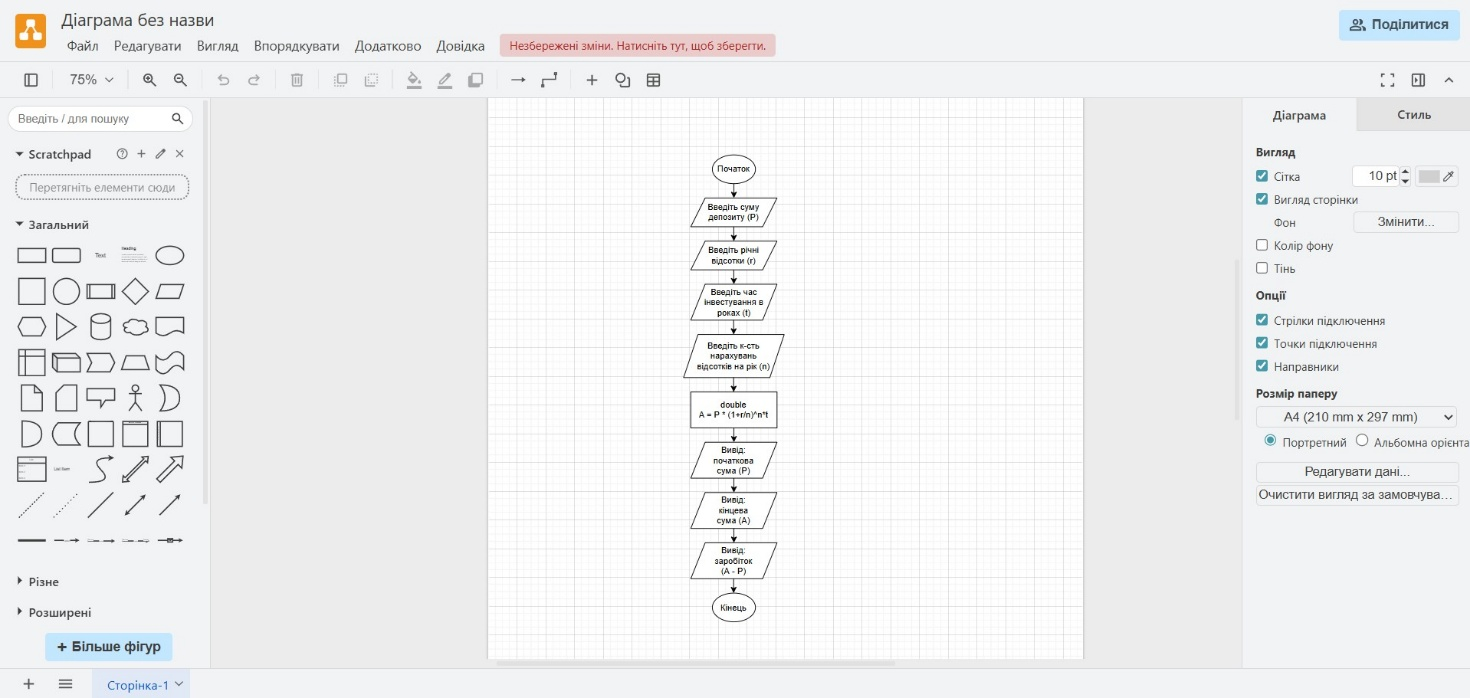 Діаграма без назви
Файл Редагувати Вигляд Впорядкувати Додатково Довідка
Незбережені зміни. Натисніть тут, щоб зберегти.
Поділитися
75%
Введіть / для пошуку
Scratchpad
Перетягніть елементи сюди
Загальний
Text
Heading
List Item
Різне
Розширені
+ Більше фігур
Сторінка-1
Початок
Введіть суму
депозиту (P)
Введіть річні
відсотки (r)
Введіть час
інвестування в
роках (t)
Введіть к-сть
нарахувань
відсотків на рік (n)
double
A = P * (1+r/n)^n*t
Вивід:
початкова
сума (P)
Вивід:
кінцева
сума (A)
Вивід:
заробіток
(A - P)
Кінець
Діаграма Стиль
Вигляд
Сітка 10 pt
Вигляд сторінки
Фон Змінити...
Колір фону
Тінь
Опції
Стрілки підключення
Точки підключення
Направники
Розмір паперу
A4 (210 mm x 297 mm)
Портретний Альбомна орієнта
Редагувати дані...
Очистити вигляд за замовчува...